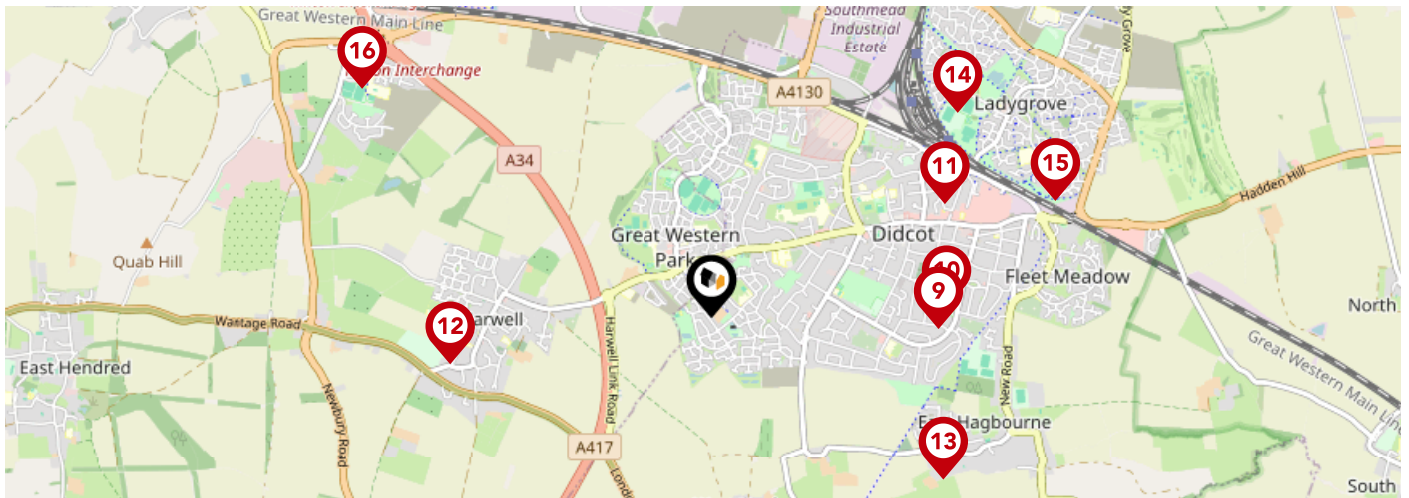 Great Western Main Line
Southmead
Industrial
Estate
16
Interchange
14
A4130
Ladygrove
A34
11
15
Hadden Hill
Great Western
Park
Didcot
Quab Hill
10
9
Fleet Meadow
North
Wantage Road
12
arwell
Harwell Link Road
East Hendred
Great Western Main Line
New Road
Newbury Road
Hagbourne
13
A417
South